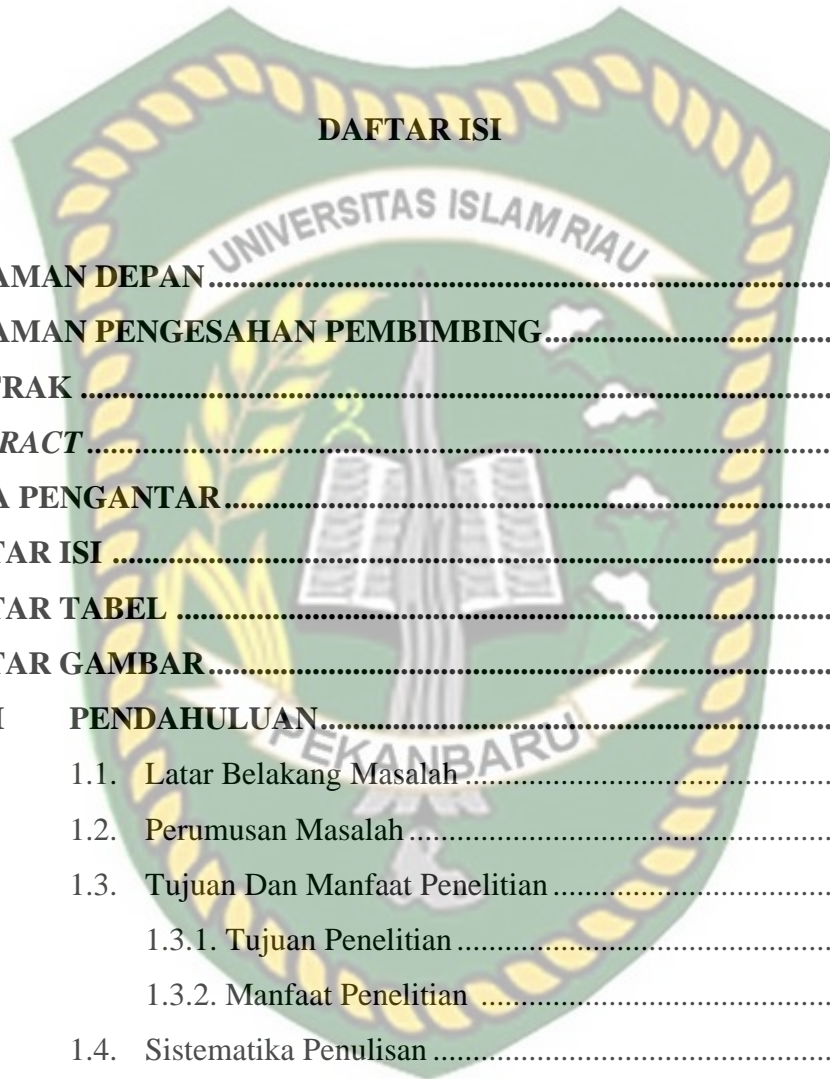 DAFTAR ISI
UNIVERSITAS ISLAM RIAU
AMAN DEPAN..............................................................................
AMAN PENGESAHAN PEMBIMBING...................................
TRAK ..............................................................................................
RACT..............................................................................................
A PENGANTAR...........................................................................
TAR ISI ..........................................................................................
TAR TABEL .................................................................................
TAR GAMBAR..............................................................................
I PENDAHULUAN................................................................
PEKANBARU
1.1. Latar Belakang Masalah ..............................................
1.2. Perumusan Masalah .....................................................
1.3. Tujuan Dan Manfaat Penelitian ...................................
1.3.1. Tujuan Penelitian ...............................................
1.3.2. Manfaat Penelitian ............................................
1.4. Sistematika Penulisan ..................................................